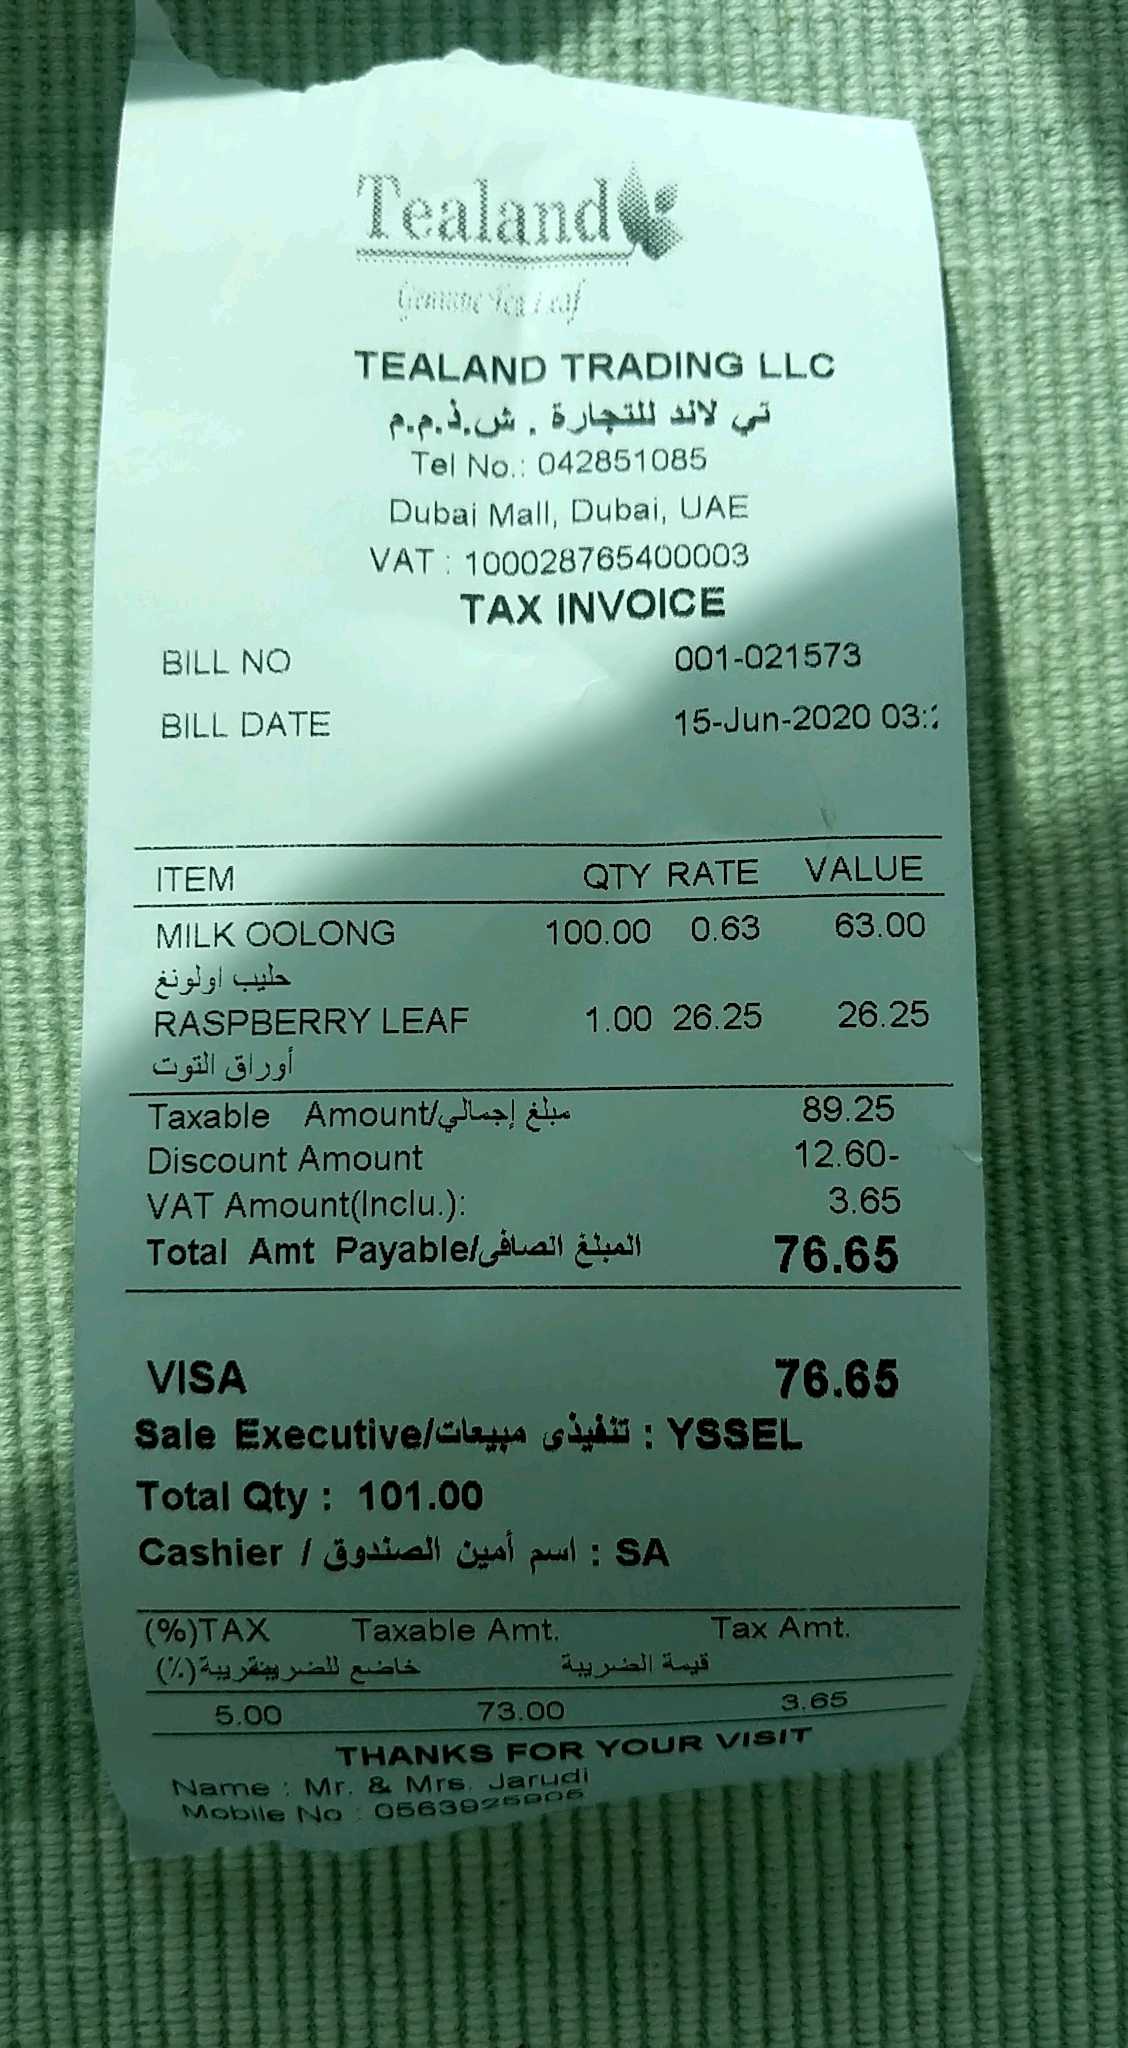 Tealand
Genuine Tea Leaf
TEALAND TRADING LLC
تي لاند للتجارة . ش.ذ.م.م
Tel No.: 042851085
Dubai Mall, Dubai, UAE
VAT : 100028765400003
TAX INVOICE
BILL NO 001-021573
BILL DATE 15-Jun-2020 03:
ITEM QTY RATE VALUE
MILK OOLONG 100.00 0.63 63.00
حليب اولونغ
RASPBERRY LEAF 1.00 26.25 26.25
أوراق التوت
Taxable Amount/مبلغ إجمالي 89.25
Discount Amount 12.60-
VAT Amount(Inclu.): 3.65
Total Amt Payable/المبلغ الصافى 76.65
VISA 76.65
Sale Executive/تنفيذى مبيعات : YSSEL
Total Qty : 101.00
Cashier / اسم أمين الصندوق : SA
(%)TAX Taxable Amt. Tax Amt.
(%) خاضع قيمة الضريبة
5.00 73.00 3.65
THANKS FOR YOUR VISIT
Name : Mr. & Mrs. Jarudi
Mobile No : 0563925905